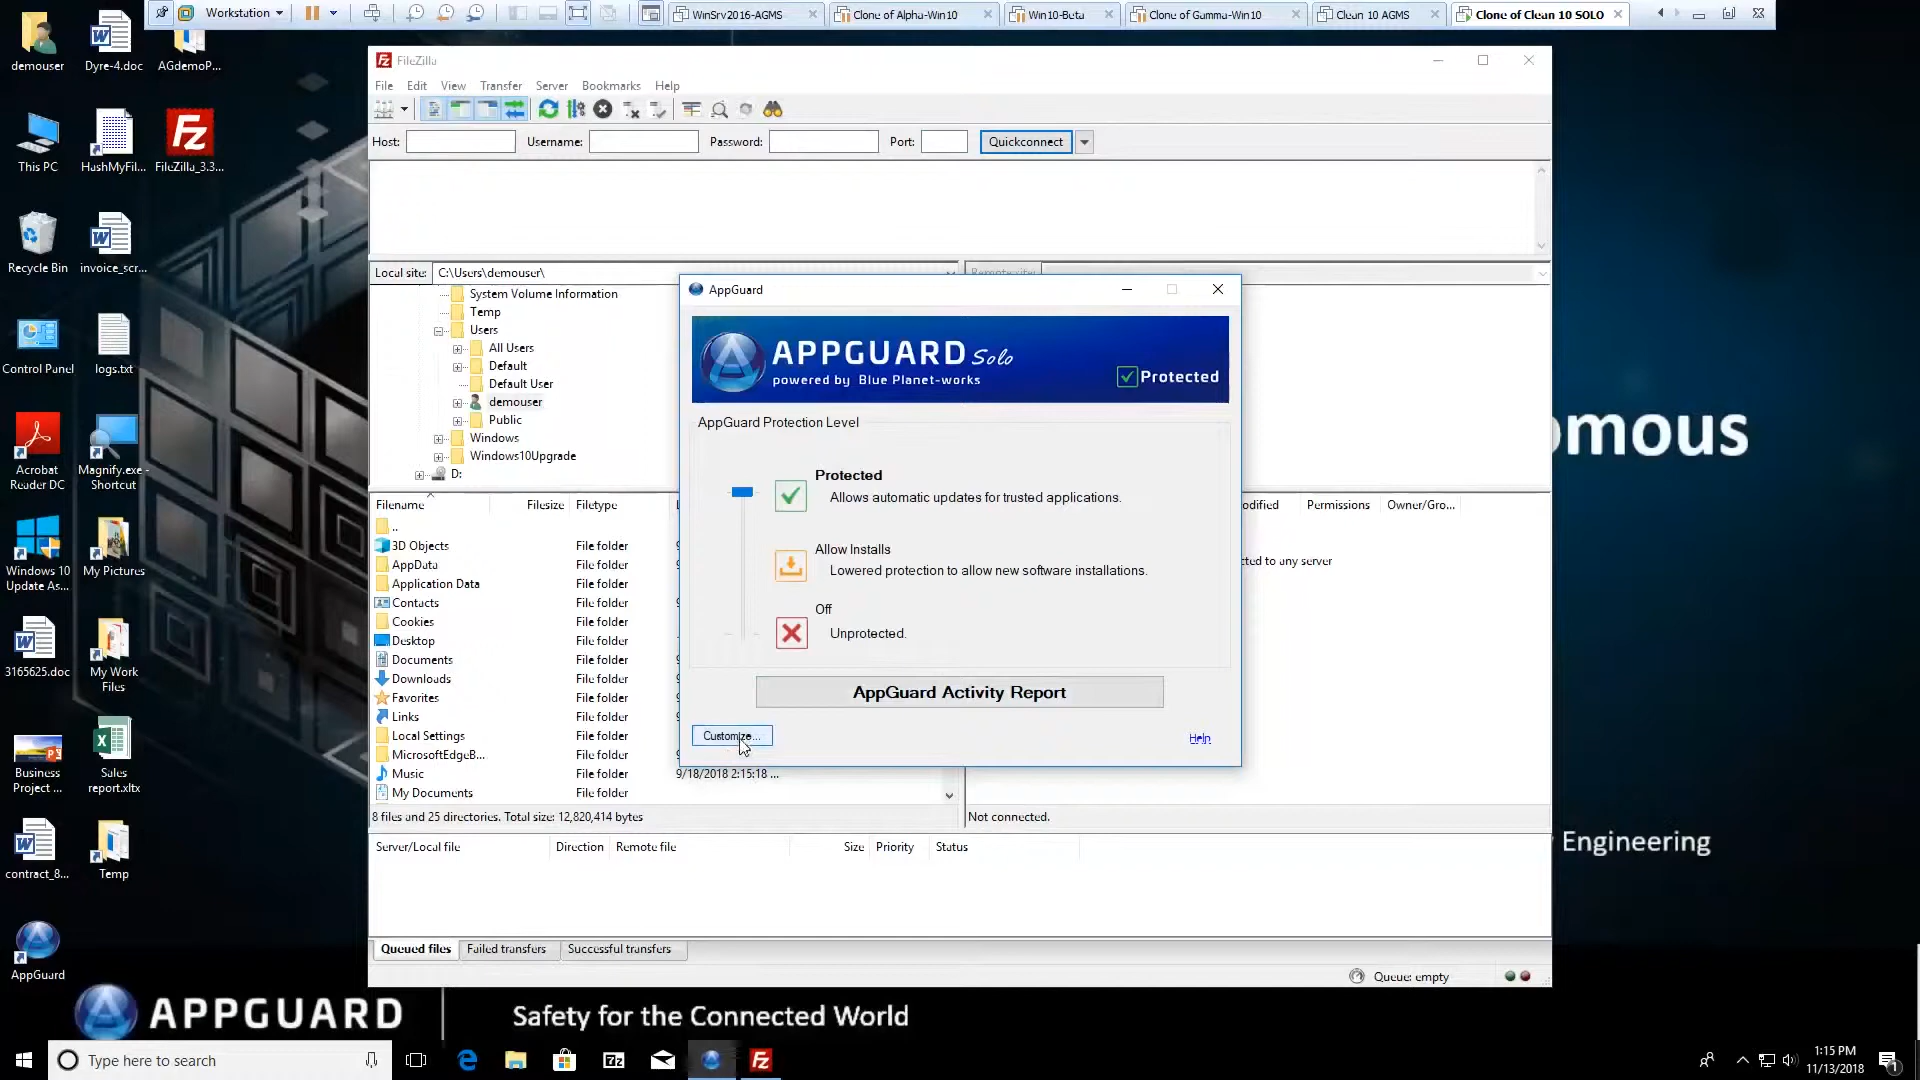 Workstation
WinSrv2016-AGMS
Clone of Alpha-Win10
Win10-Beta
Clone of Gamma-Win10
Clean 10 AGMS
Clone of Clean 10 SOLO
demouser
Dyre-4.doc
AGdemoP...
This PC
HashMyFil...
FileZilla_3.3...
Recycle Bin
invoice_scr...
Control Panel
logs.txt
Acrobat
Reader DC
Magnify.exe -
Shortcut
Windows 10
Update As...
My Pictures
3165625.doc
My Work
Files
Business
Project ...
Sales
report.xltx
contract_8...
Temp
AppGuard
FileZilla
File Edit View Transfer Server Bookmarks Help
Host: Username: Password: Port: Quickconnect
Local site: C:\Users\demouser\
Remote site:
System Volume Information
Temp
Users
All Users
Default
Default User
demouser
Public
Windows
Windows10Upgrade
D:
Filename Filesize Filetype
..
3D Objects File folder
AppData File folder
Application Data File folder
Contacts File folder
Cookies File folder
Desktop File folder
Documents File folder
Downloads File folder
Favorites File folder
Links File folder
Local Settings File folder
MicrosoftEdgeB... File folder
Music File folder 9/18/2018 2:15:18 ...
My Documents File folder
8 files and 25 directories. Total size: 12,820,414 bytes
odified Permissions Owner/Gro...
cted to any server
Not connected.
AppGuard
APPGUARD Solo
powered by Blue Planet-works
Protected
AppGuard Protection Level
Protected
Allows automatic updates for trusted applications.
Allow Installs
Lowered protection to allow new software installations.
Off
Unprotected.
AppGuard Activity Report
Customize...
Help
Server/Local file Direction Remote file Size Priority Status
Queued files Failed transfers Successful transfers
Queue: empty
omous
Engineering
APPGUARD
Safety for the Connected World
Type here to search
1:15 PM
11/13/2018
1